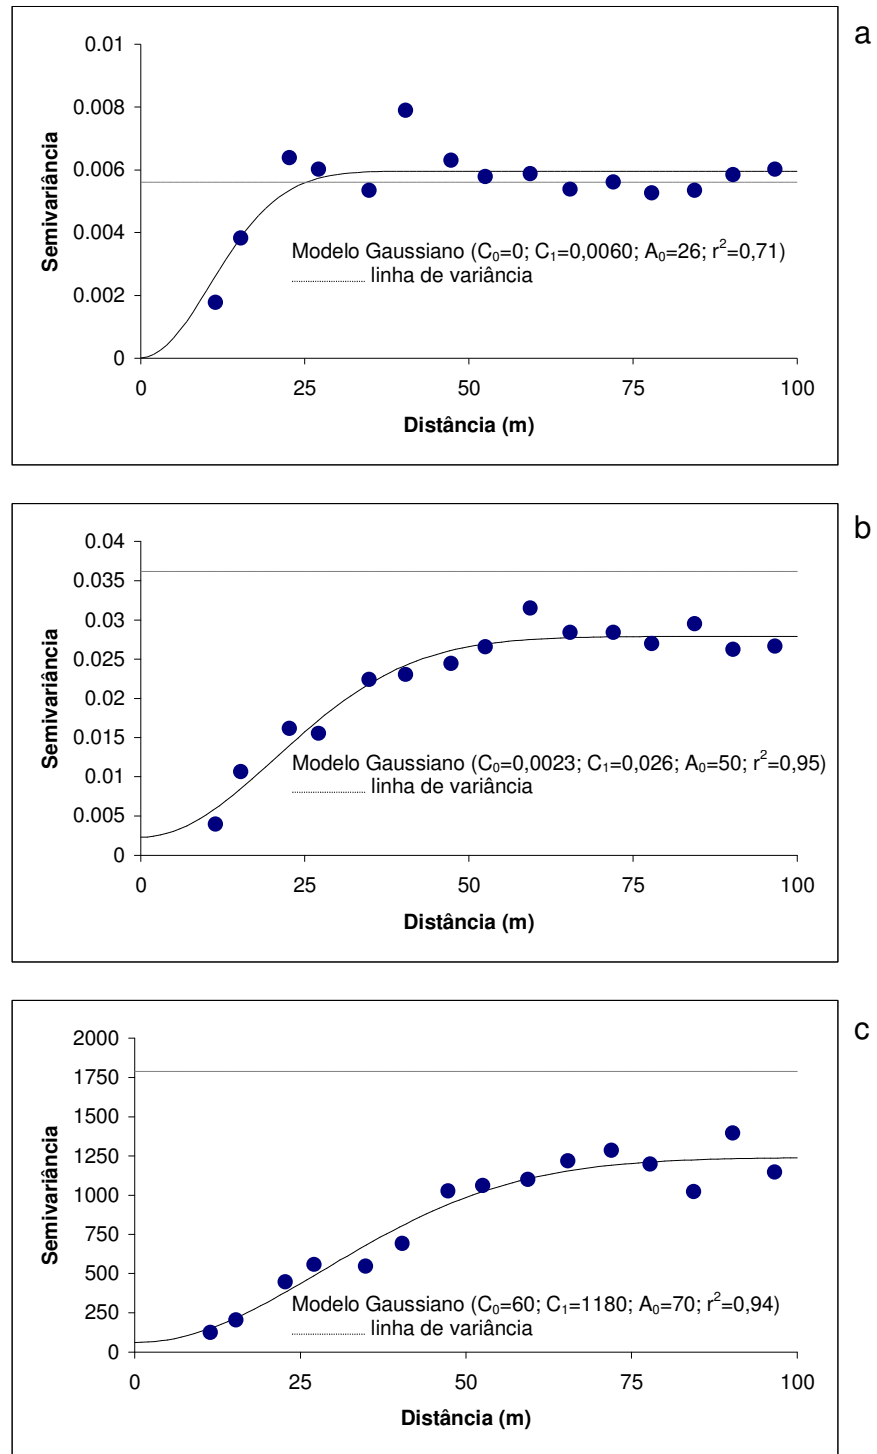 a
0.01
0.008
0.006
0.004
0.002
0
Semivariância
Modelo Gaussiano (C₀=0; C₁=0,0060; A₀=26; r²=0,71)
linha de variância
0 25 50 75 100
Distância (m)
b
0.04
0.035
0.03
0.025
0.02
0.015
0.01
0.005
0
Semivariância
Modelo Gaussiano (C₀=0,0023; C₁=0,026; A₀=50; r²=0,95)
linha de variância
0 25 50 75 100
Distância (m)
c
2000
1750
1500
1250
1000
750
500
250
0
Semivariância
Modelo Gaussiano (C₀=60; C₁=1180; A₀=70; r²=0,94)
linha de variância
0 25 50 75 100
Distância (m)